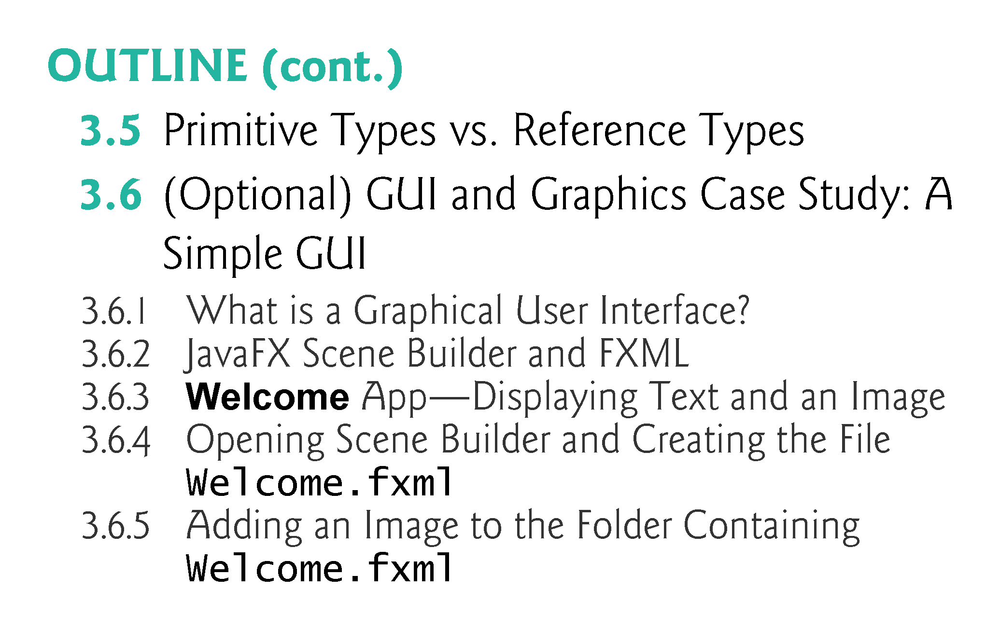 OUTLINE (cont.)
3.5 Primitive Types vs. Reference Types
3.6 (Optional) GUI and Graphics Case Study: A
Simple GUI
3.6.1 What is a Graphical User Interface?
3.6.2 JavaFX Scene Builder and FXML
3.6.3 Welcome App—Displaying Text and an Image
3.6.4 Opening Scene Builder and Creating the File
Welcome.fxml
3.6.5 Adding an Image to the Folder Containing
Welcome.fxml